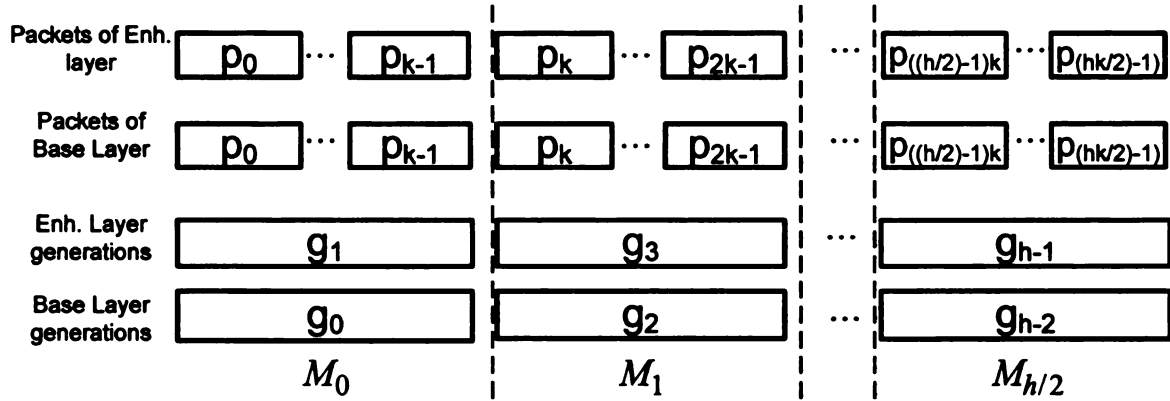 Packets of Enh. layer p₀ ... pₖ₋₁ pₖ ... p₂ₖ₋₁ ... p₍₍ₕ/₂₎₋₁₎ₖ ... p₍ₕₖ/₂₎₋₁₎
Packets of Base Layer p₀ ... pₖ₋₁ pₖ ... p₂ₖ₋₁ ... p₍₍ₕ/₂₎₋₁₎ₖ ... p₍ₕₖ/₂₎₋₁₎
Enh. Layer generations g₁ g₃ ... gₕ₋₁
Base Layer generations g₀ g₂ ... gₕ₋₂
M₀ M₁ Mₕ/₂